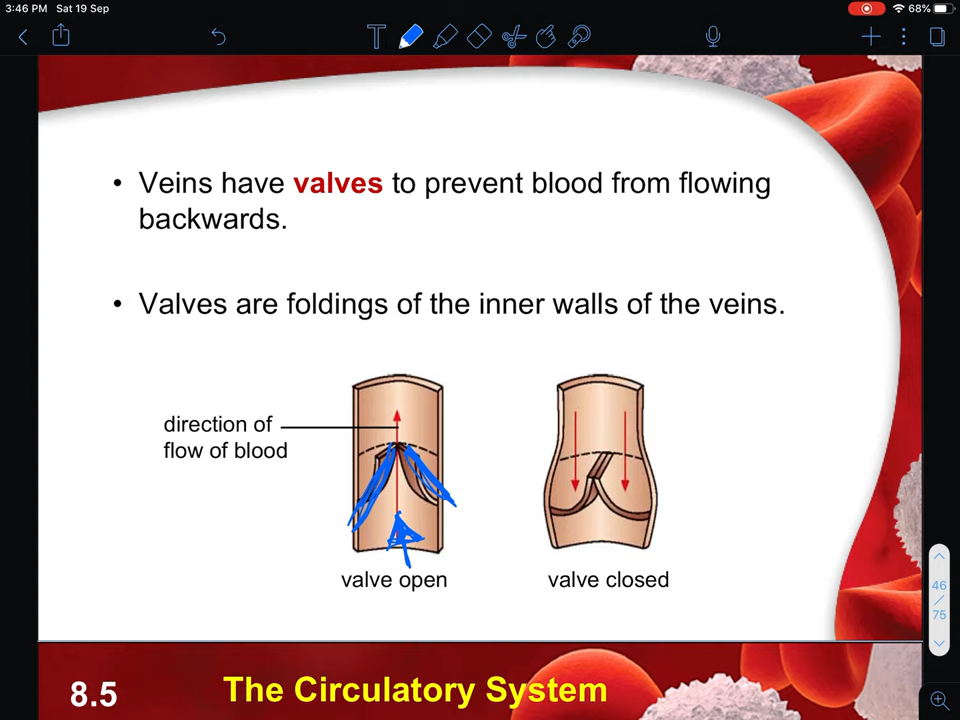 3:46 PM Sat 19 Sep
68%
• Veins have valves to prevent blood from flowing
backwards.
• Valves are foldings of the inner walls of the veins.
direction of
flow of blood
valve open
valve closed
46
/
75
8.5
The Circulatory System